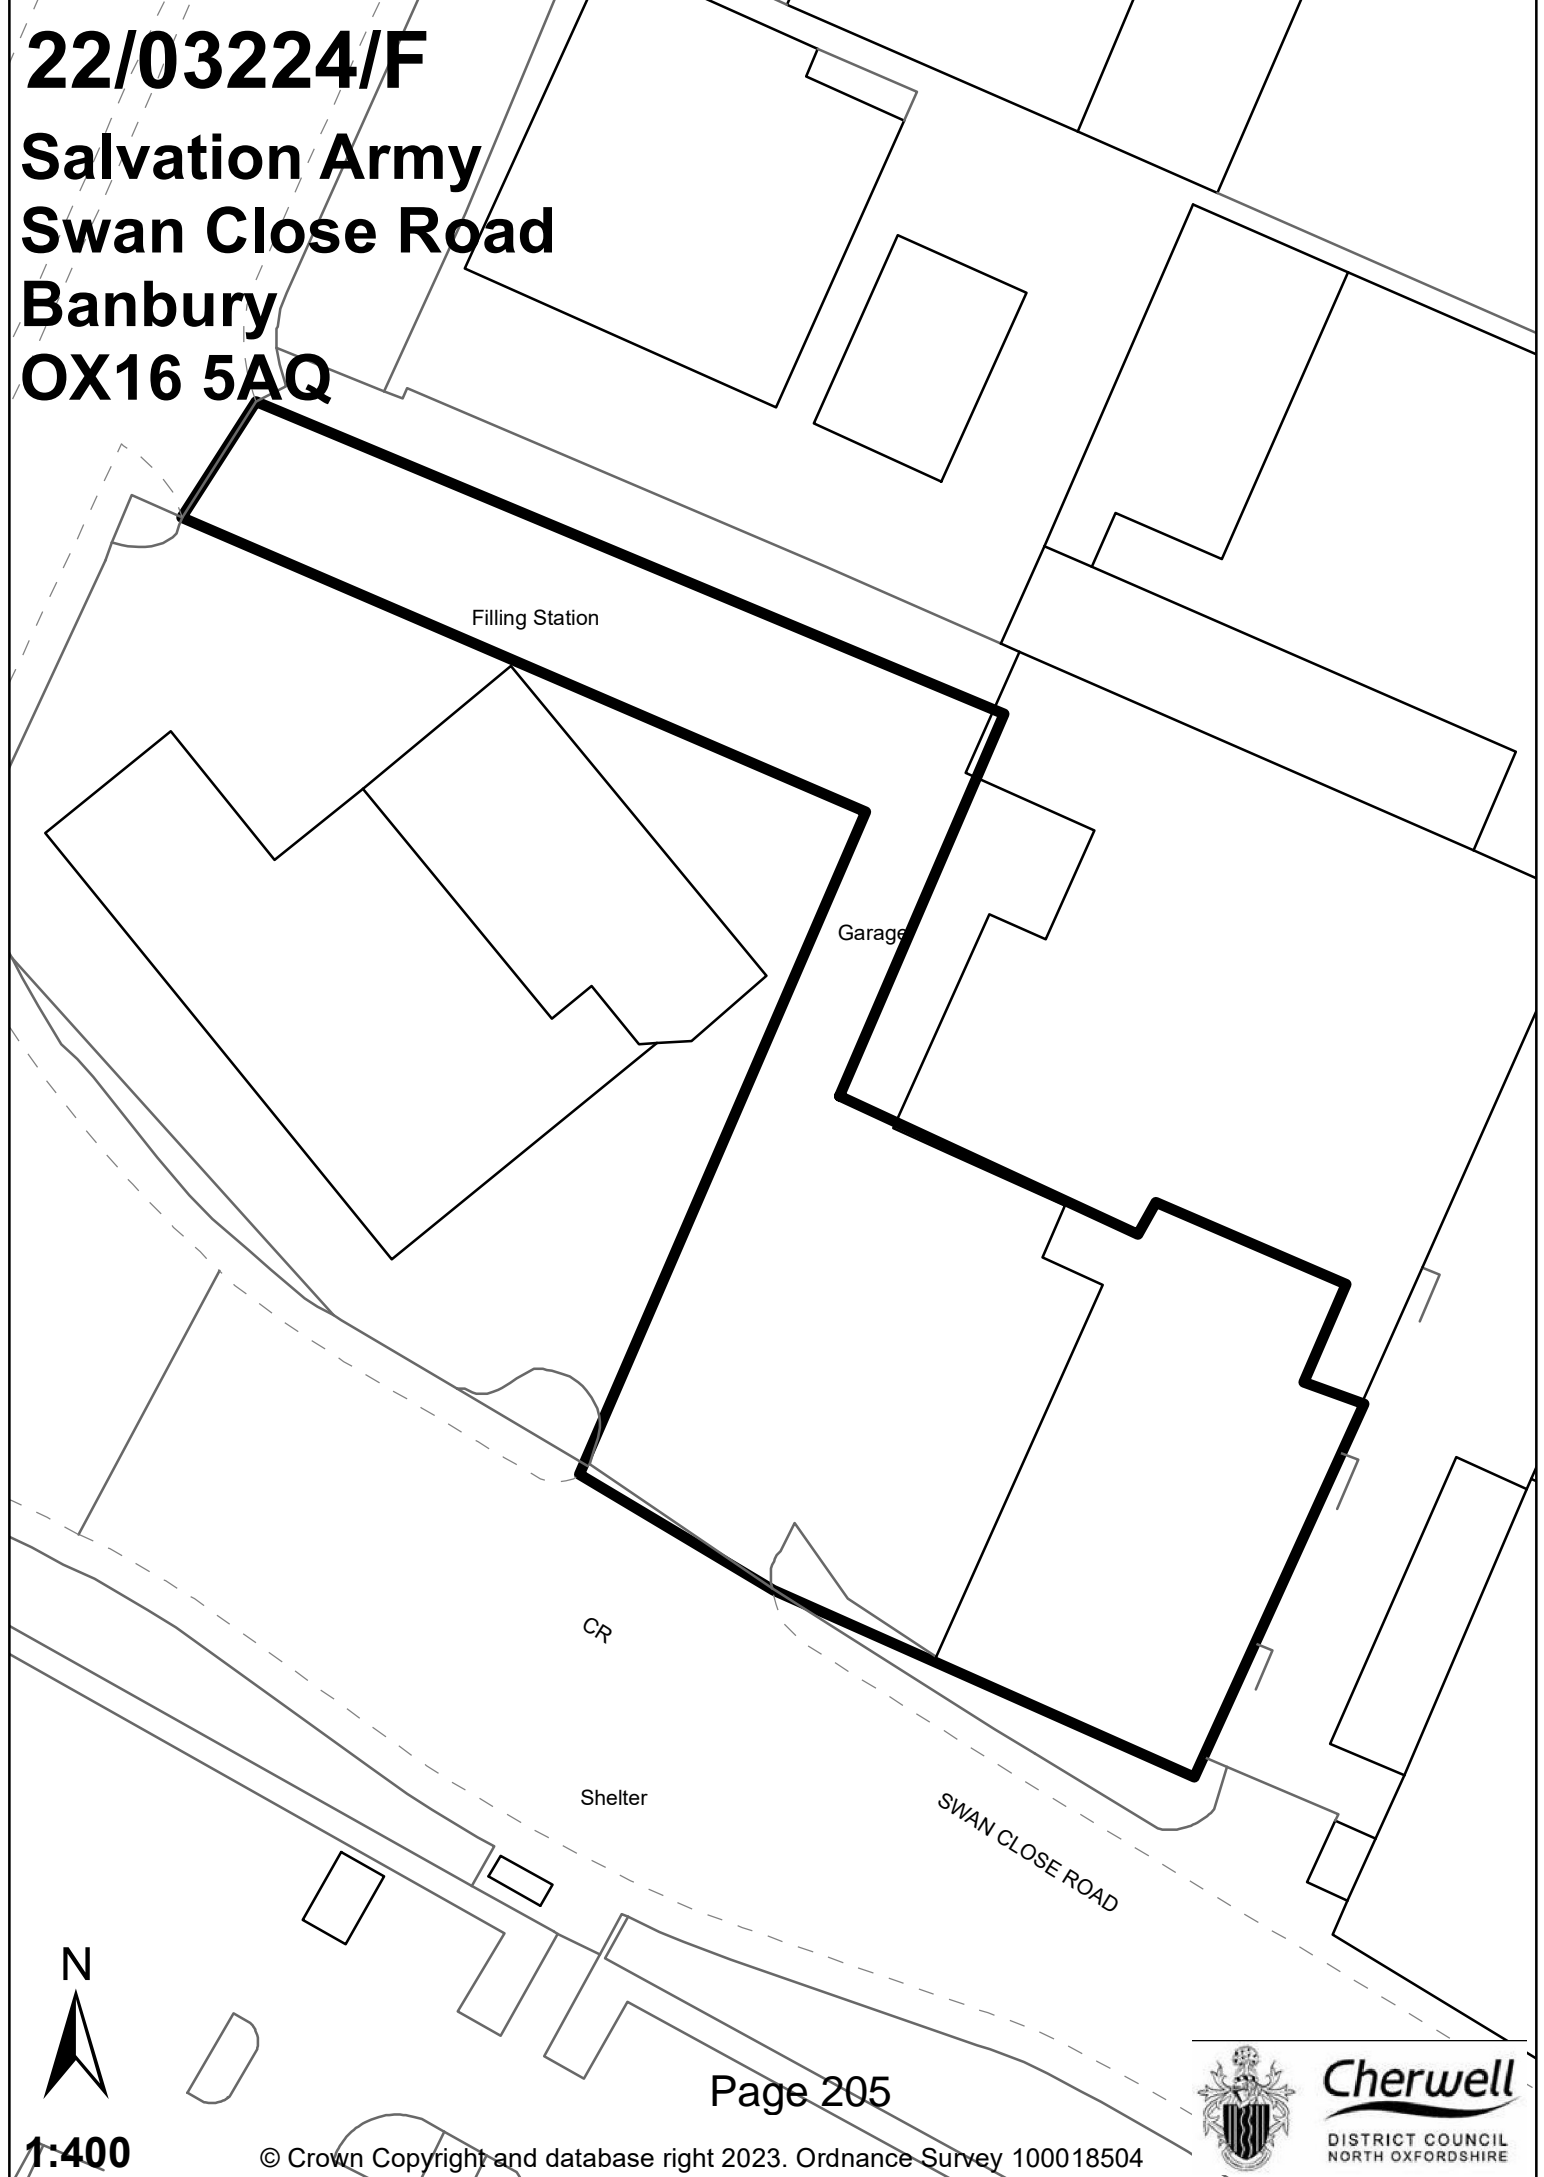 22/03224/F
Salvation Army
Swan Close Road
Banbury
OX16 5AQ
Filling Station
Garage
CR
Shelter
SWAN CLOSE ROAD
N
Page 205
1:400
© Crown Copyright and database right 2023. Ordnance Survey 100018504
Cherwell
DISTRICT COUNCIL
NORTH OXFORDSHIRE